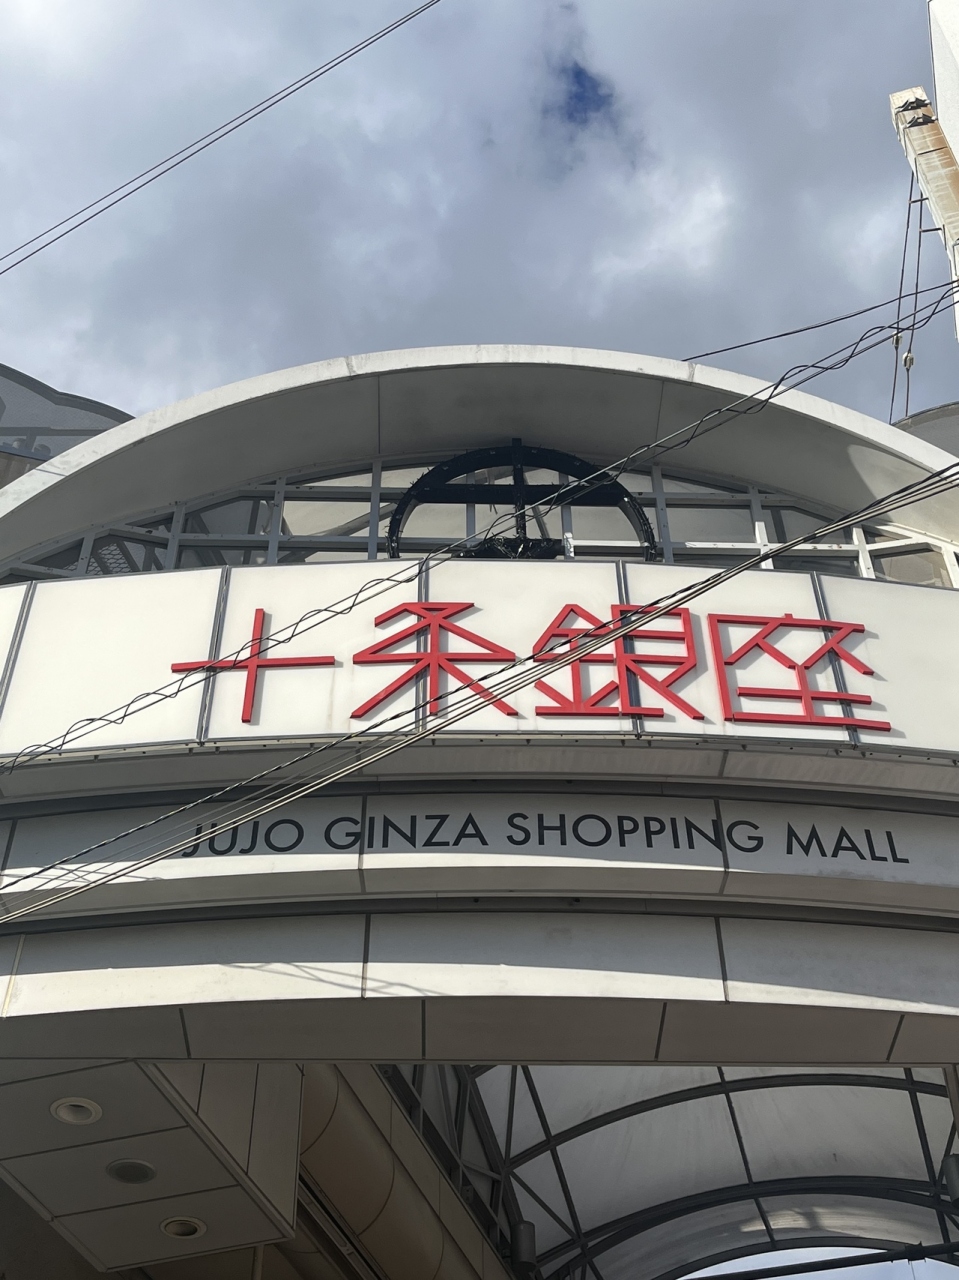 十条銀座
JUJO GINZA SHOPPING MALL